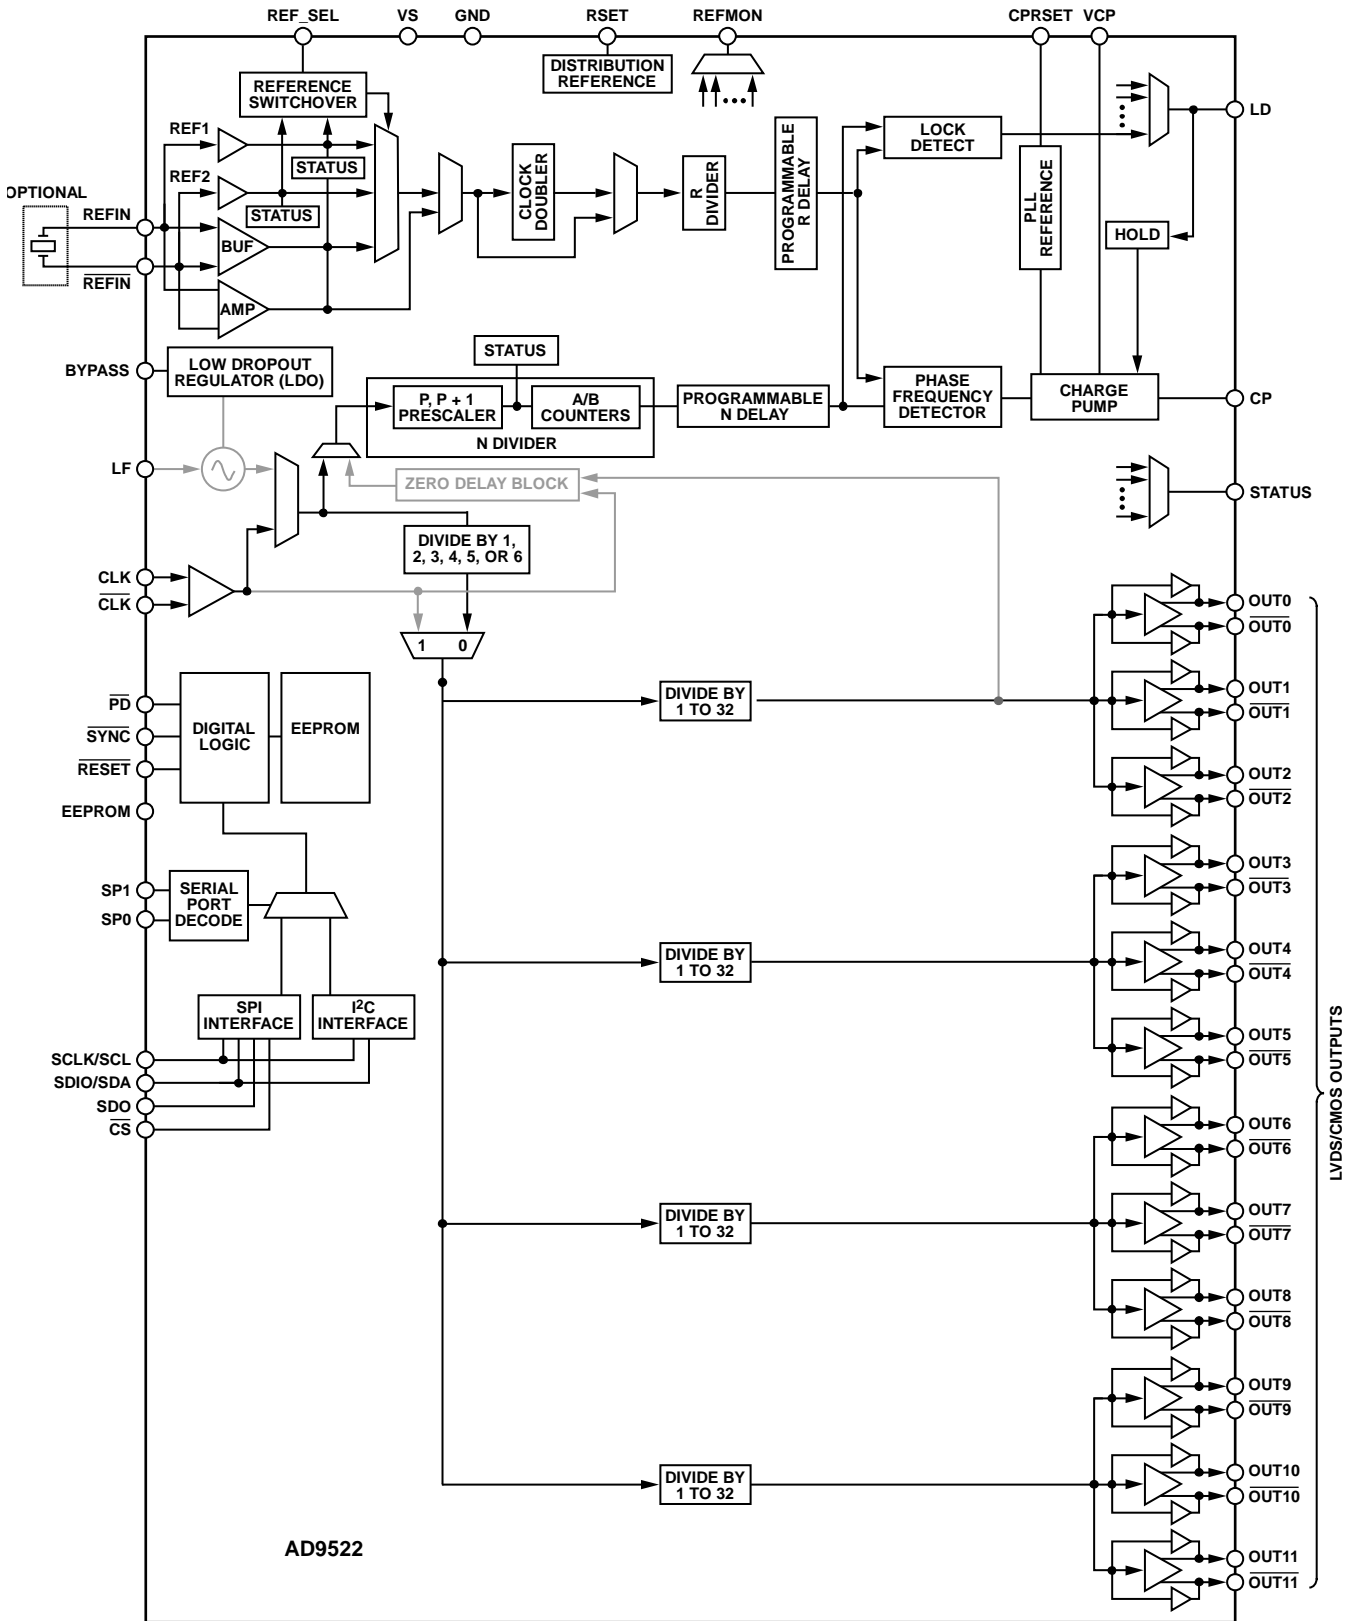 REF_SEL
VS
GND
RSET
REFMON
CPRSET
VCP
DISTRIBUTION
REFERENCE
REFERENCE
SWITCHOVER
REF1
REF2
STATUS
STATUS
OPTIONAL
REFIN
REFIN
BUF
AMP
CLOCK
DOUBLER
R
DIVIDER
PROGRAMMABLE
R DELAY
LOCK
DETECT
PLL
REFERENCE
HOLD
LD
BYPASS
LOW DROPOUT
REGULATOR (LDO)
STATUS
P, P + 1
PRESCALER
A/B
COUNTERS
N DIVIDER
PROGRAMMABLE
N DELAY
PHASE
FREQUENCY
DETECTOR
CHARGE
PUMP
CP
LF
ZERO DELAY BLOCK
STATUS
DIVIDE BY 1,
2, 3, 4, 5, OR 6
CLK
CLK
1
0
PD
SYNC
RESET
EEPROM
DIGITAL
LOGIC
EEPROM
SP1
SP0
SERIAL
PORT
DECODE
SPI
INTERFACE
I2C
INTERFACE
SCLK/SCL
SDIO/SDA
SDO
CS
DIVIDE BY
1 TO 32
DIVIDE BY
1 TO 32
DIVIDE BY
1 TO 32
DIVIDE BY
1 TO 32
OUT0
OUT0
OUT1
OUT1
OUT2
OUT2
OUT3
OUT3
OUT4
OUT4
OUT5
OUT5
OUT6
OUT6
OUT7
OUT7
OUT8
OUT8
OUT9
OUT9
OUT10
OUT10
OUT11
OUT11
LVDS/CMOS OUTPUTS
AD9522